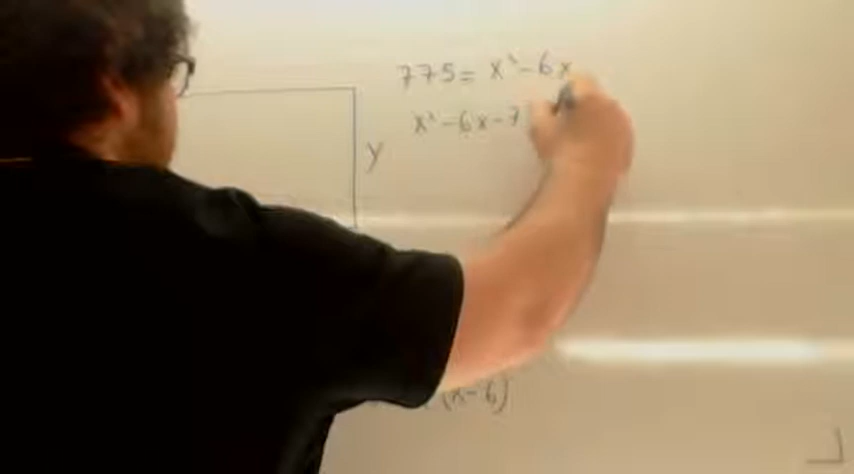 775 = x² - 6x
y
x² - 6x - 7
(x-6)